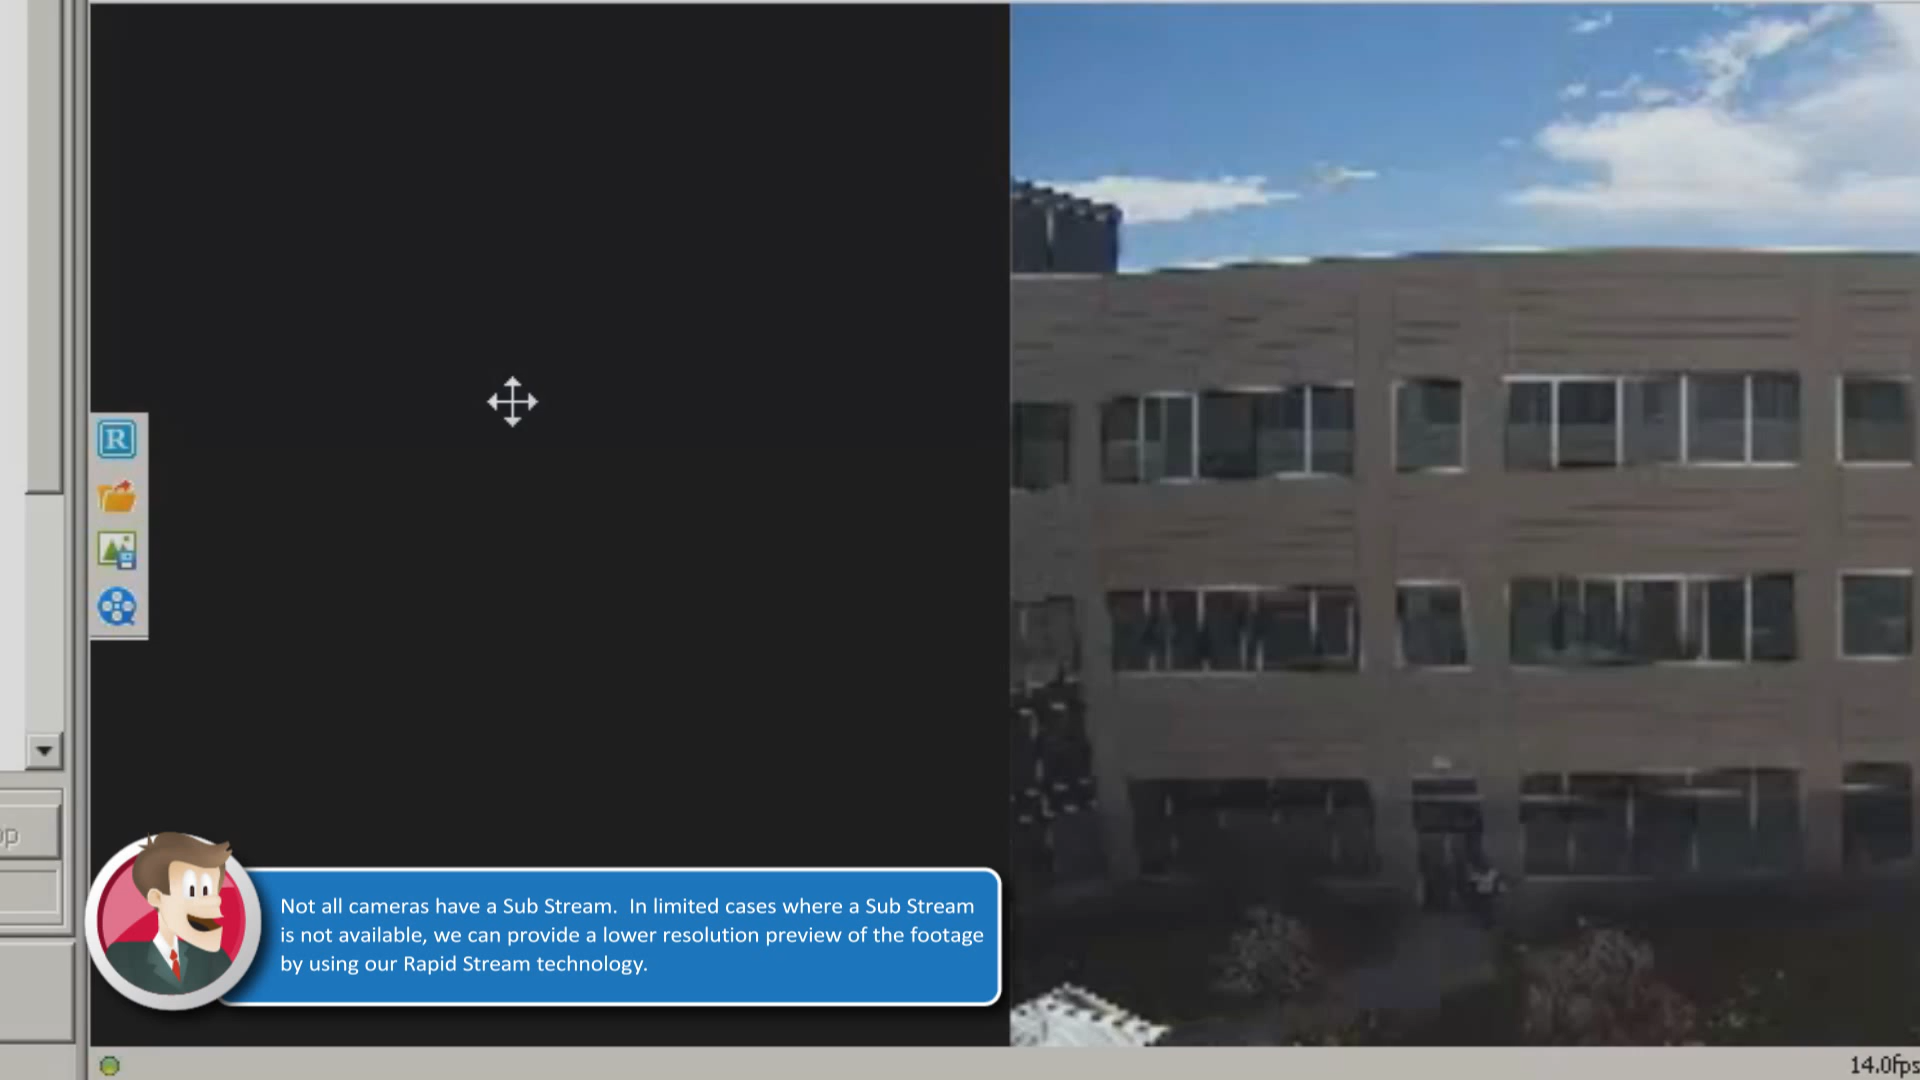 R
op
Not all cameras have a Sub Stream.  In limited cases where a Sub Stream
is not available, we can provide a lower resolution preview of the footage
by using our Rapid Stream technology.
14.0fps